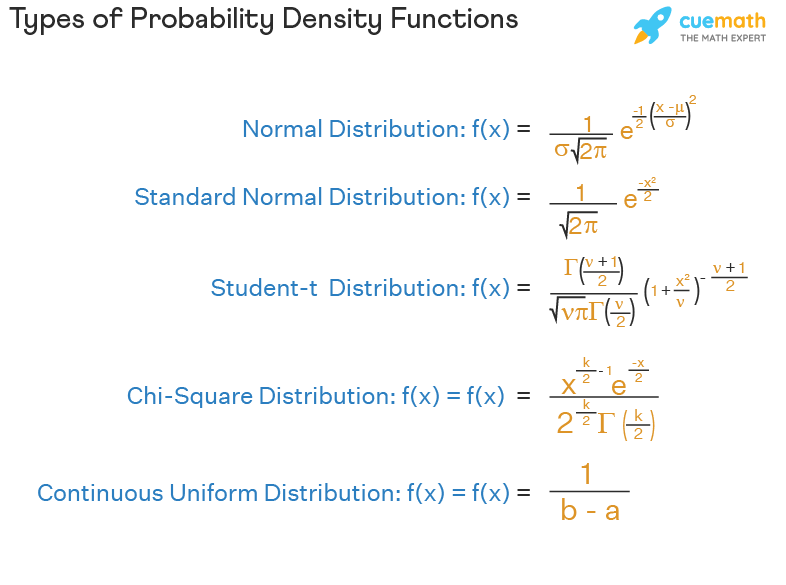 Types of Probability Density Functions
cuemath
THE MATH EXPERT
Normal Distribution: f(x) = 1/(σ√(2π)) e^((-1/2)((x -μ)/σ)²)
Standard Normal Distribution: f(x) = 1/√(2π) e^(-x²/2)
Student-t Distribution: f(x) = Γ((ν + 1)/2)/(√(νπ)Γ(ν/2)) (1 + x²/ν)^(-(ν + 1)/2)
Chi-Square Distribution: f(x) = f(x) = (x^(k/2 - 1) e^(-x/2))/(2^(k/2) Γ(k/2))
Continuous Uniform Distribution: f(x) = f(x) = 1/(b - a)